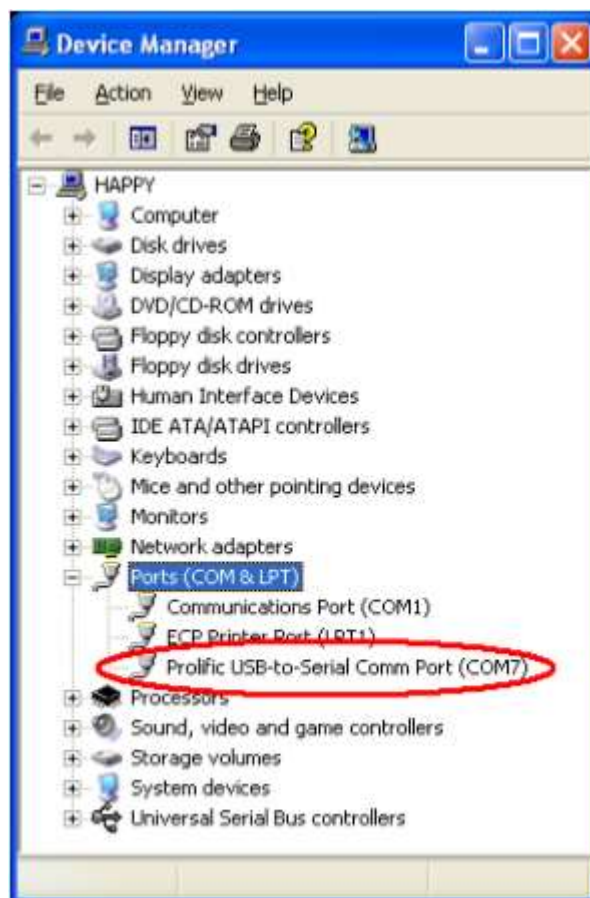 Device Manager
File Action View Help
HAPPY
Computer
Disk drives
Display adapters
DVD/CD-ROM drives
Floppy disk controllers
Floppy disk drives
Human Interface Devices
IDE ATA/ATAPI controllers
Keyboards
Mice and other pointing devices
Monitors
Network adapters
Ports (COM & LPT)
Communications Port (COM1)
ECP Printer Port (LPT1)
Prolific USB-to-Serial Comm Port (COM7)
Processors
Sound, video and game controllers
Storage volumes
System devices
Universal Serial Bus controllers